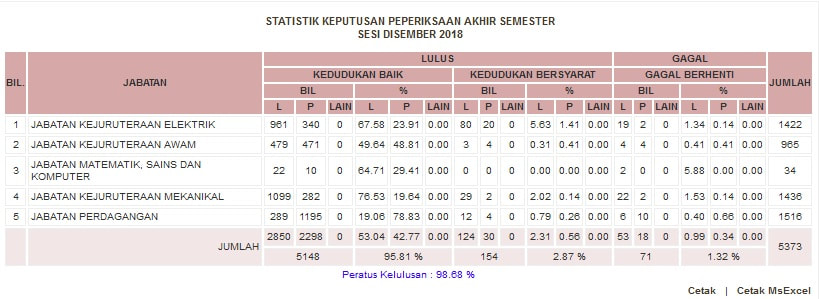 STATISTIK KEPUTUSAN PEPERIKSAAN AKHIR SEMESTER
SESI DISEMBER 2018
BIL. JABATAN LULUS GAGAL JUMLAH
KEDUDUKAN BAIK KEDUDUKAN BERSYARAT GAGAL BERHENTI
BIL % BIL % BIL %
L P LAIN L P LAIN L P LAIN L P LAIN L P LAIN L P LAIN
1 JABATAN KEJURUTERAAN ELEKTRIK 961 340 0 67.58 23.91 0.00 80 20 0 5.63 1.41 0.00 19 2 0 1.34 0.14 0.00 1422
2 JABATAN KEJURUTERAAN AWAM 479 471 0 49.64 48.81 0.00 3 4 0 0.31 0.41 0.00 4 4 0 0.41 0.41 0.00 965
3 JABATAN MATEMATIK, SAINS DAN
KOMPUTER 22 10 0 64.71 29.41 0.00 0 0 0 0.00 0.00 0.00 2 0 0 5.88 0.00 0.00 34
4 JABATAN KEJURUTERAAN MEKANIKAL 1099 282 0 76.53 19.64 0.00 29 2 0 2.02 0.14 0.00 22 2 0 1.53 0.14 0.00 1436
5 JABATAN PERDAGANGAN 289 1195 0 19.06 78.83 0.00 12 4 0 0.79 0.26 0.00 6 10 0 0.40 0.66 0.00 1516
JUMLAH 2850 2298 0 53.04 42.77 0.00 124 30 0 2.31 0.56 0.00 53 18 0 0.99 0.34 0.00 5373
5148 95.81 % 154 2.87 % 71 1.32 %
Peratus Kelulusan : 98.68 %
Cetak | Cetak MsExcel